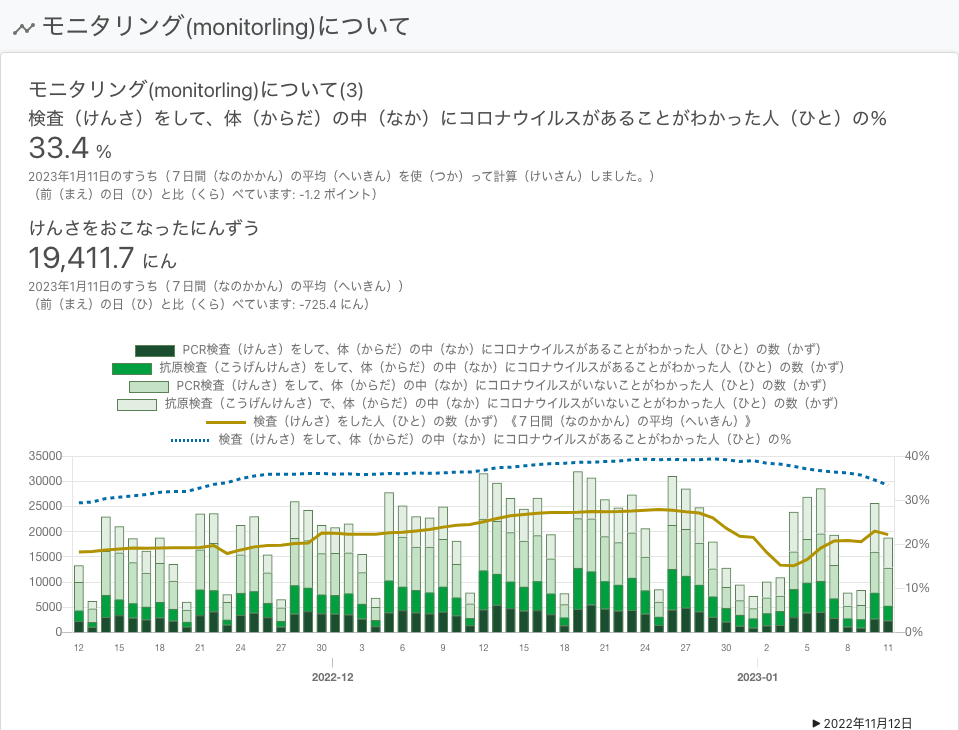 モニタリング(monitorling)について
モニタリング(monitorling)について(3)
検査（けんさ）をして、体（からだ）の中（なか）にコロナウイルスがあることがわかった人（ひと）の%
33.4 %
2023年1月11日のすうち（７日間（なのかかん）の平均（へいきん）を使（つか）って計算（けいさん）しました。）
（前（まえ）の日（ひ）と比（くら）べています: -1.2 ポイント）
けんさをおこなったにんずう
19,411.7 にん
2023年1月11日のすうち（７日間（なのかかん）の平均（へいきん））
（前（まえ）の日（ひ）と比（くら）べています: -725.4 にん）
PCR検査（けんさ）をして、体（からだ）の中（なか）にコロナウイルスがあることがわかった人（ひと）の数（かず）
抗原検査（こうげんけんさ）をして、体（からだ）の中（なか）にコロナウイルスがあることがわかった人（ひと）の数（かず）
PCR検査（けんさ）をして、体（からだ）の中（なか）にコロナウイルスがいないことがわかった人（ひと）の数（かず）
抗原検査（こうげんけんさ）で、体（からだ）の中（なか）にコロナウイルスがいないことがわかった人（ひと）の数（かず）
検査（けんさ）をした人（ひと）の数（かず）《７日間（なのかかん）の平均（へいきん）》
検査（けんさ）をして、体（からだ）の中（なか）にコロナウイルスがあることがわかった人（ひと）の%
35000 40%
30000
25000 30%
20000
15000 20%
10000 10%
5000
0 0%
12 15 18 21 24 27 30 3 6 9 12 15 18 21 24 27 30 2 5 8 11
2022-12 2023-01
▶ 2022年11月12日